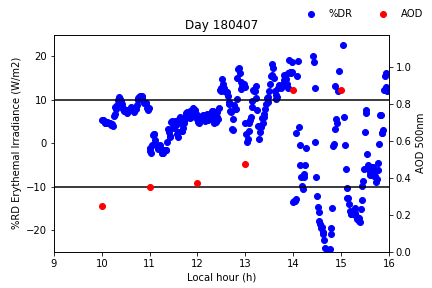 %DR AOD
Day 180407
%RD Erythemal Irradiance (W/m2)
20
10
0
−10
−20
1.0
0.8
0.6
0.4
0.2
0.0
AOD 500nm
9 10 11 12 13 14 15 16
Local hour (h)